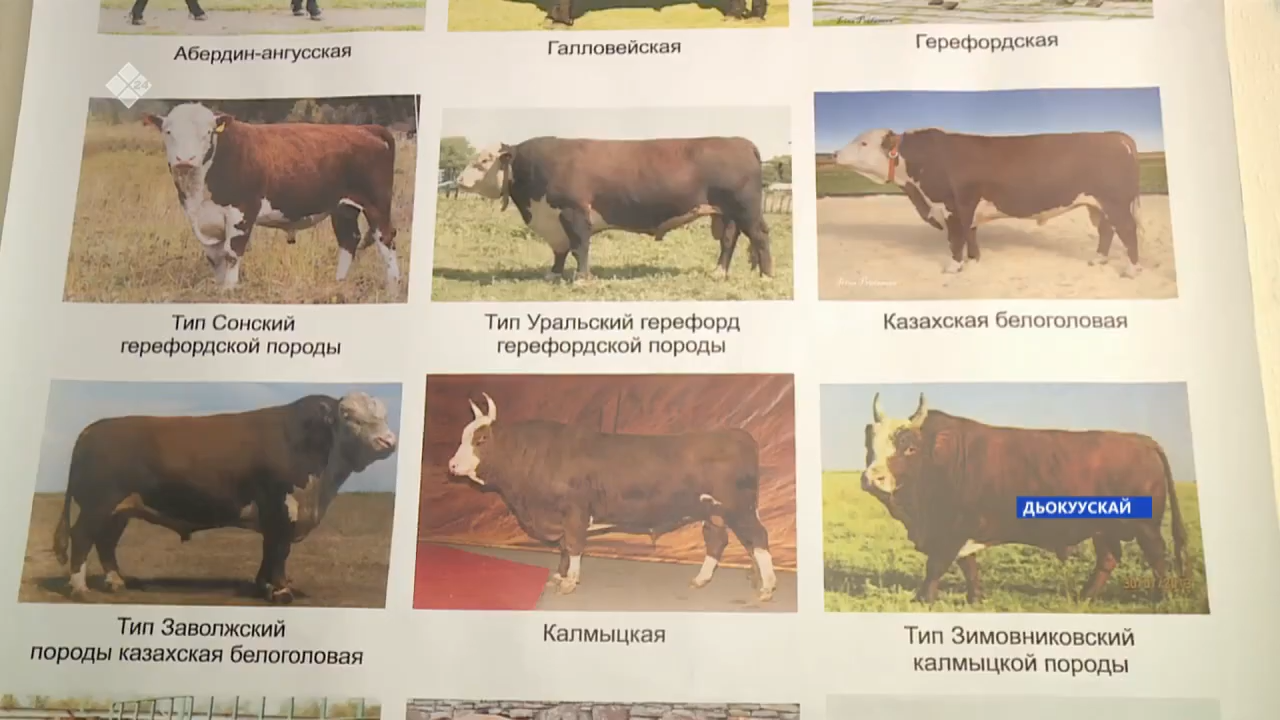 Абердин-ангусская
Галловейская
Герефордская
24
Тип Сонский
герефордской породы
Тип Уральский герефорд
герефордской породы
Казахская белоголовая
ДЬОКУУСКАЙ
Тип Заволжский
породы казахская белоголовая
Калмыцкая
Тип Зимовниковский
калмыцкой породы